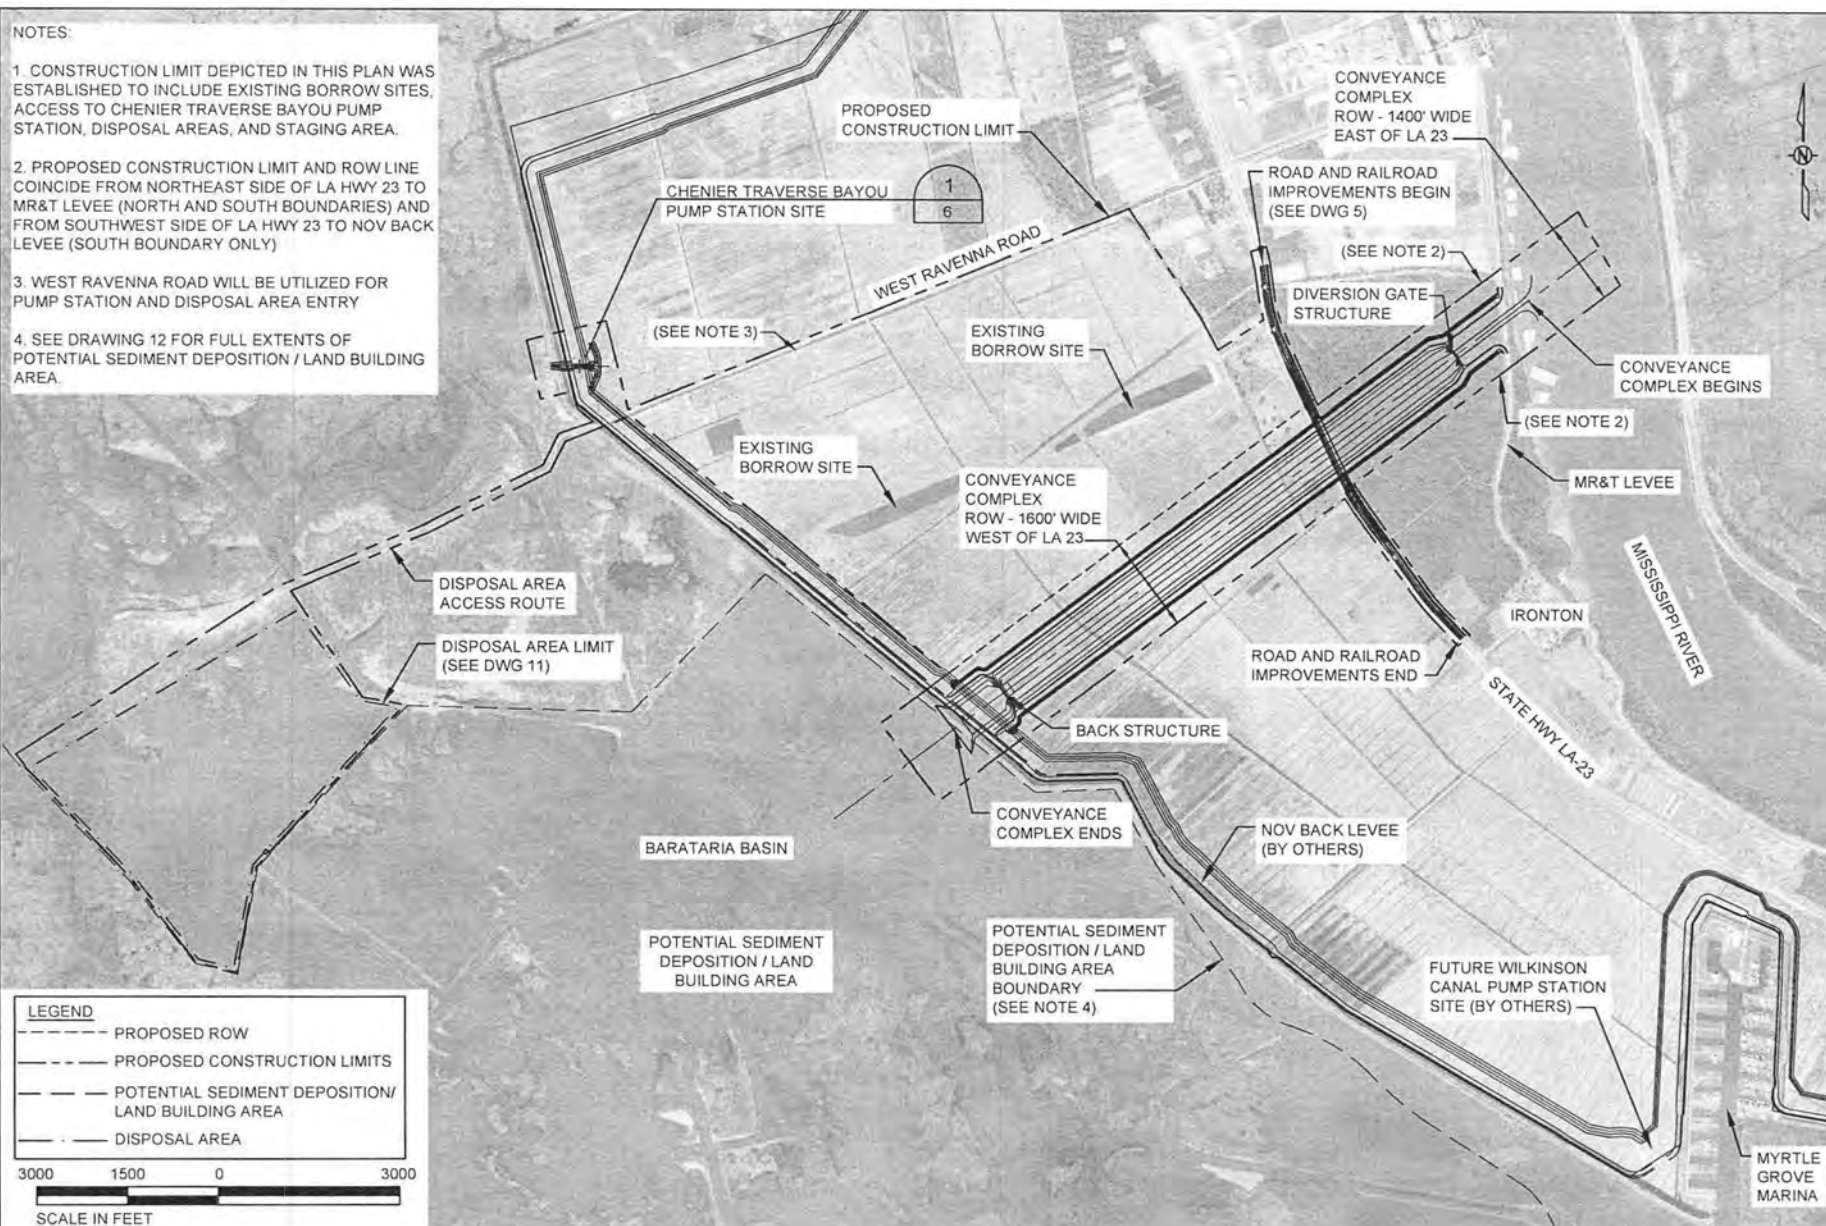 NOTES:
1. CONSTRUCTION LIMIT DEPICTED IN THIS PLAN WAS
ESTABLISHED TO INCLUDE EXISTING BORROW SITES,
ACCESS TO CHENIER TRAVERSE BAYOU PUMP
STATION, DISPOSAL AREAS, AND STAGING AREA.
2. PROPOSED CONSTRUCTION LIMIT AND ROW LINE
COINCIDE FROM NORTHEAST SIDE OF LA HWY 23 TO
MR&T LEVEE (NORTH AND SOUTH BOUNDARIES) AND
FROM SOUTHWEST SIDE OF LA HWY 23 TO NOV BACK
LEVEE (SOUTH BOUNDARY ONLY)
3. WEST RAVENNA ROAD WILL BE UTILIZED FOR
PUMP STATION AND DISPOSAL AREA ENTRY
4. SEE DRAWING 12 FOR FULL EXTENTS OF
POTENTIAL SEDIMENT DEPOSITION / LAND BUILDING
AREA.
PROPOSED
CONSTRUCTION LIMIT
CONVEYANCE
COMPLEX
ROW - 1400' WIDE
EAST OF LA 23
N
CHENIER TRAVERSE BAYOU
PUMP STATION SITE
1
6
ROAD AND RAILROAD
IMPROVEMENTS BEGIN
(SEE DWG 5)
(SEE NOTE 2)
WEST RAVENNA ROAD
DIVERSION GATE
STRUCTURE
(SEE NOTE 3)
EXISTING
BORROW SITE
CONVEYANCE
COMPLEX BEGINS
(SEE NOTE 2)
EXISTING
BORROW SITE
CONVEYANCE
COMPLEX
ROW - 1600' WIDE
WEST OF LA 23
MR&T LEVEE
MISSISSIPPI RIVER
DISPOSAL AREA
ACCESS ROUTE
IRONTON
DISPOSAL AREA LIMIT
(SEE DWG 11)
ROAD AND RAILROAD
IMPROVEMENTS END
STATE HWY LA-23
BACK STRUCTURE
CONVEYANCE
COMPLEX ENDS
BARATARIA BASIN
NOV BACK LEVEE
(BY OTHERS)
POTENTIAL SEDIMENT
DEPOSITION / LAND
BUILDING AREA
POTENTIAL SEDIMENT
DEPOSITION / LAND
BUILDING AREA
BOUNDARY
(SEE NOTE 4)
FUTURE WILKINSON
CANAL PUMP STATION
SITE (BY OTHERS)
MYRTLE
GROVE
MARINA
LEGEND
PROPOSED ROW
PROPOSED CONSTRUCTION LIMITS
POTENTIAL SEDIMENT DEPOSITION/
LAND BUILDING AREA
DISPOSAL AREA
3000 1500 0 3000
SCALE IN FEET